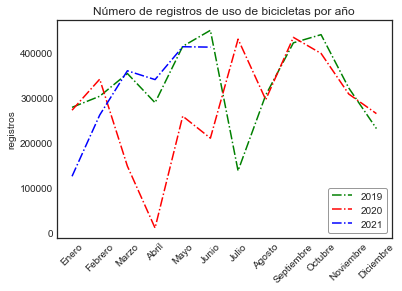 Número de registros de uso de bicicletas por año
registros
400000
300000
200000
100000
0
2019
2020
2021
Enero
Febrero
Marzo
Abril
Mayo
Junio
Julio
Agosto
Septiembre
Octubre
Noviembre
Diciembre